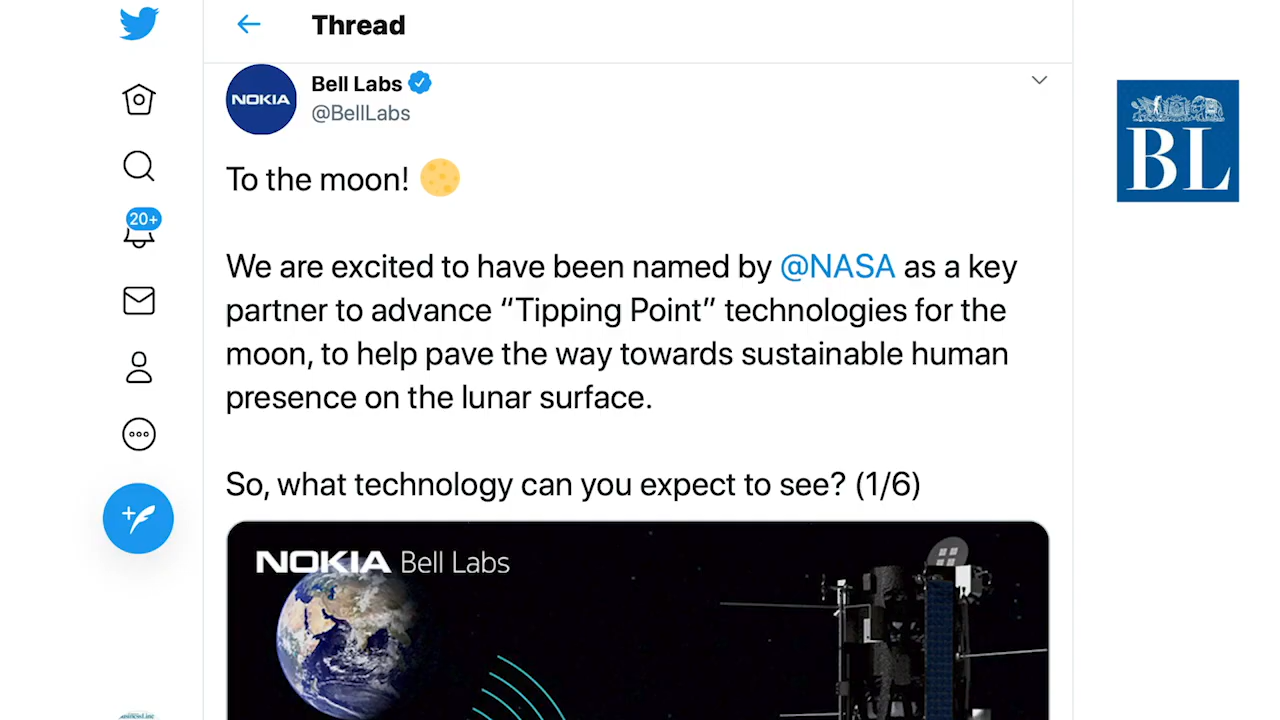 Thread
NOKIA
Bell Labs
@BellLabs
BL
To the moon!
20+
We are excited to have been named by @NASA as a key
partner to advance “Tipping Point” technologies for the
moon, to help pave the way towards sustainable human
presence on the lunar surface.
So, what technology can you expect to see? (1/6)
NOKIA Bell Labs